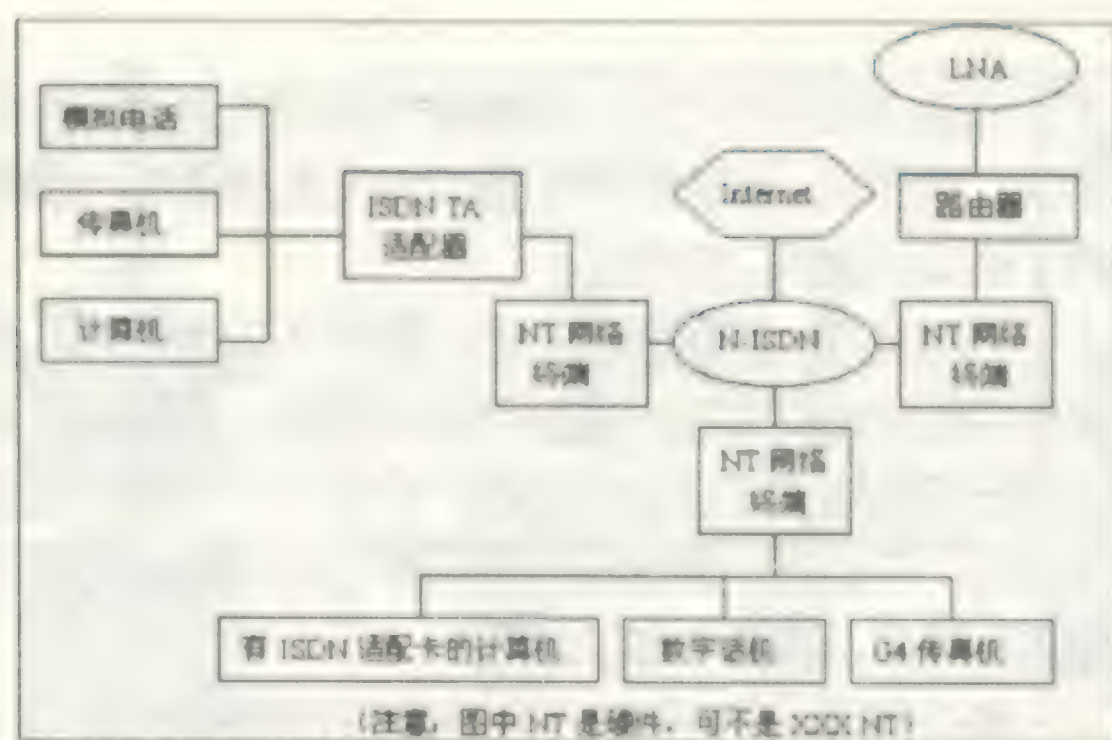 LNA
模拟电话
传真机
计算机
ISDN TA
适配器
Internet
路由器
NT 网络
终端
N-ISDN
NT 网络
终端
NT 网络
终端
有 ISDN 适配卡的计算机
数字话机
G4 传真机
(注意，图中 NT 是硬件，可不是 XXX NT)